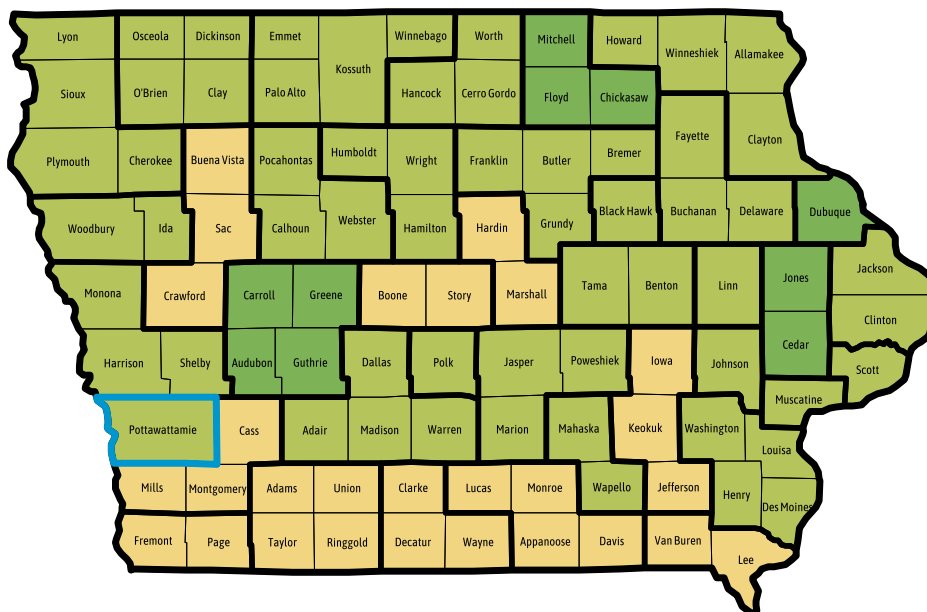 Lyon
Osceola
Dickinson
Emmet
Kossuth
Winnebago
Worth
Mitchell
Howard
Winneshiek
Allamakee
Sioux
O'Brien
Clay
Palo Alto
Hancock
Cerro Gordo
Floyd
Chickasaw
Fayette
Clayton
Plymouth
Cherokee
Buena Vista
Pocahontas
Humboldt
Wright
Franklin
Butler
Bremer
Woodbury
Ida
Sac
Calhoun
Webster
Hamilton
Hardin
Grundy
Black Hawk
Buchanan
Delaware
Dubuque
Monona
Crawford
Carroll
Greene
Boone
Story
Marshall
Tama
Benton
Linn
Jones
Jackson
Clinton
Harrison
Shelby
Audubon
Guthrie
Dallas
Polk
Jasper
Poweshiek
Iowa
Johnson
Cedar
Scott
Muscatine
Pottawattamie
Cass
Adair
Madison
Warren
Marion
Mahaska
Keokuk
Washington
Louisa
Mills
Montgomery
Adams
Union
Clarke
Lucas
Monroe
Wapello
Jefferson
Henry
Des Moines
Fremont
Page
Taylor
Ringgold
Decatur
Wayne
Appanoose
Davis
Van Buren
Lee